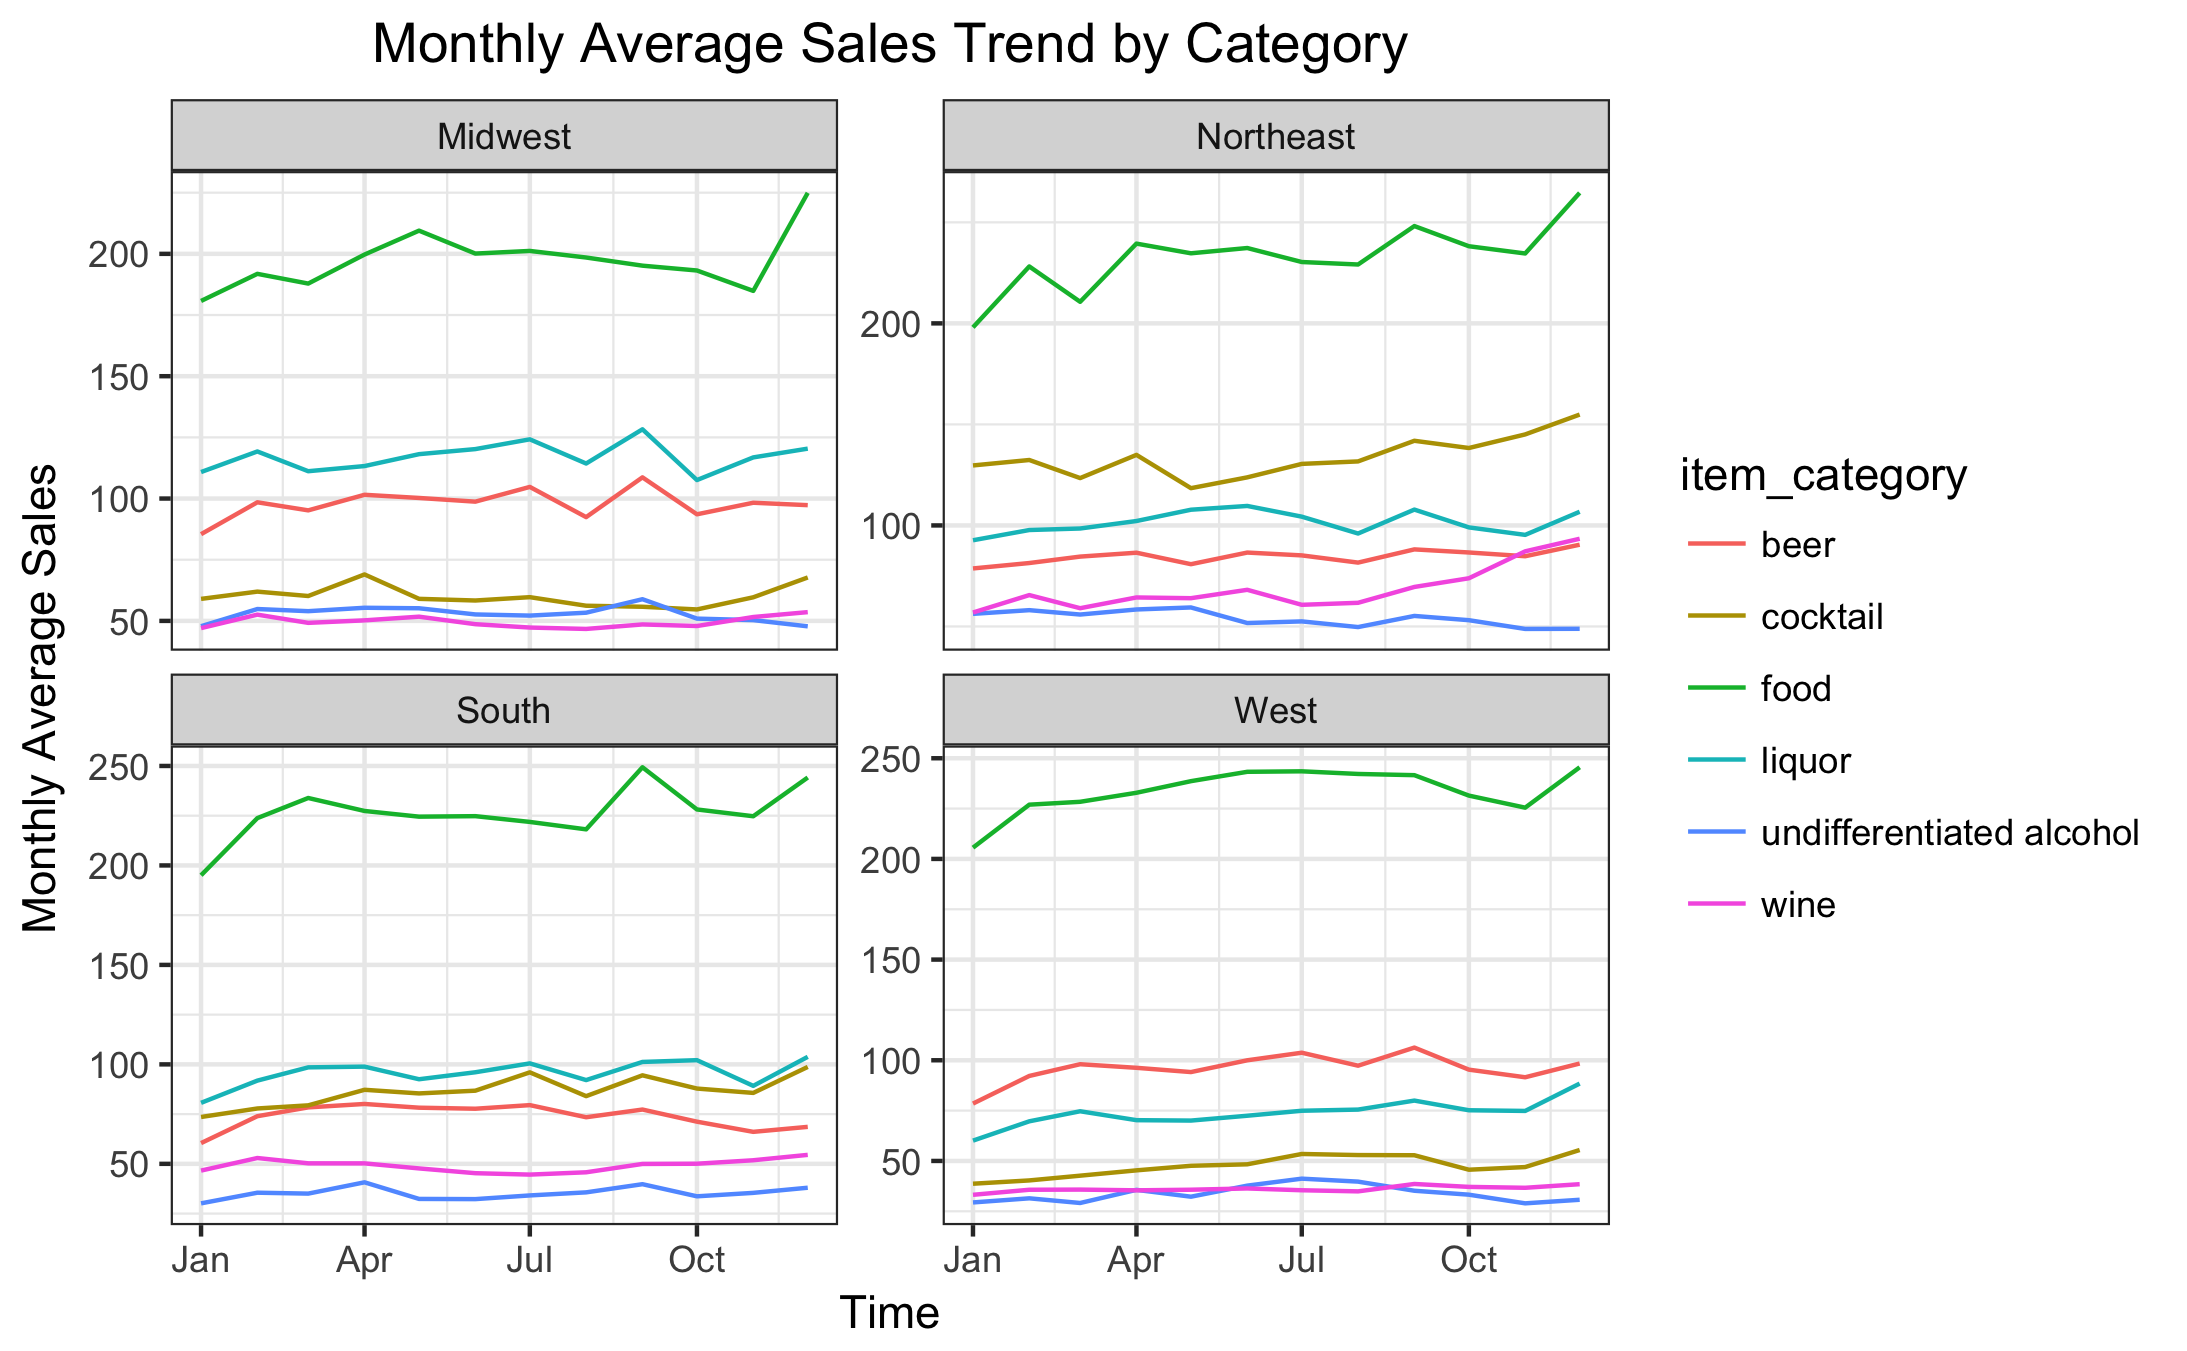 Monthly Average Sales Trend by Category
Midwest
Northeast
200
150
100
50
200
100
South
West
250
200
150
100
50
250
200
150
100
50
Jan Apr Jul Oct
Jan Apr Jul Oct
Time
Monthly Average Sales
item_category
beer
cocktail
food
liquor
undifferentiated alcohol
wine